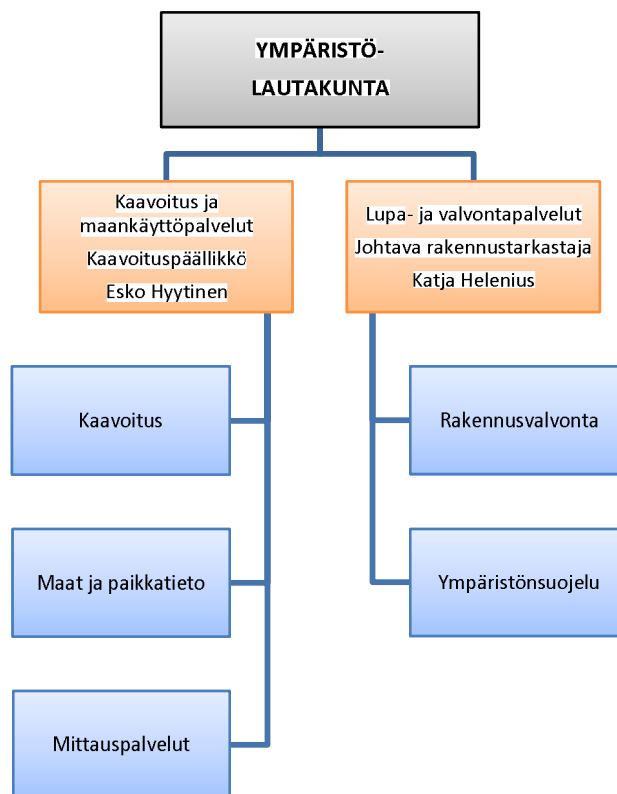 YMPÄRISTÖ-
LAUTAKUNTA
Kaavoitus ja
maankäyttöpalvelut
Kaavoituspäällikkö
Esko Hyytinen
Lupa- ja valvontapalvelut
Johtava rakennustarkastaja
Katja Helenius
Kaavoitus
Rakennusvalvonta
Maat ja paikkatieto
Ympäristönsuojelu
Mittauspalvelut